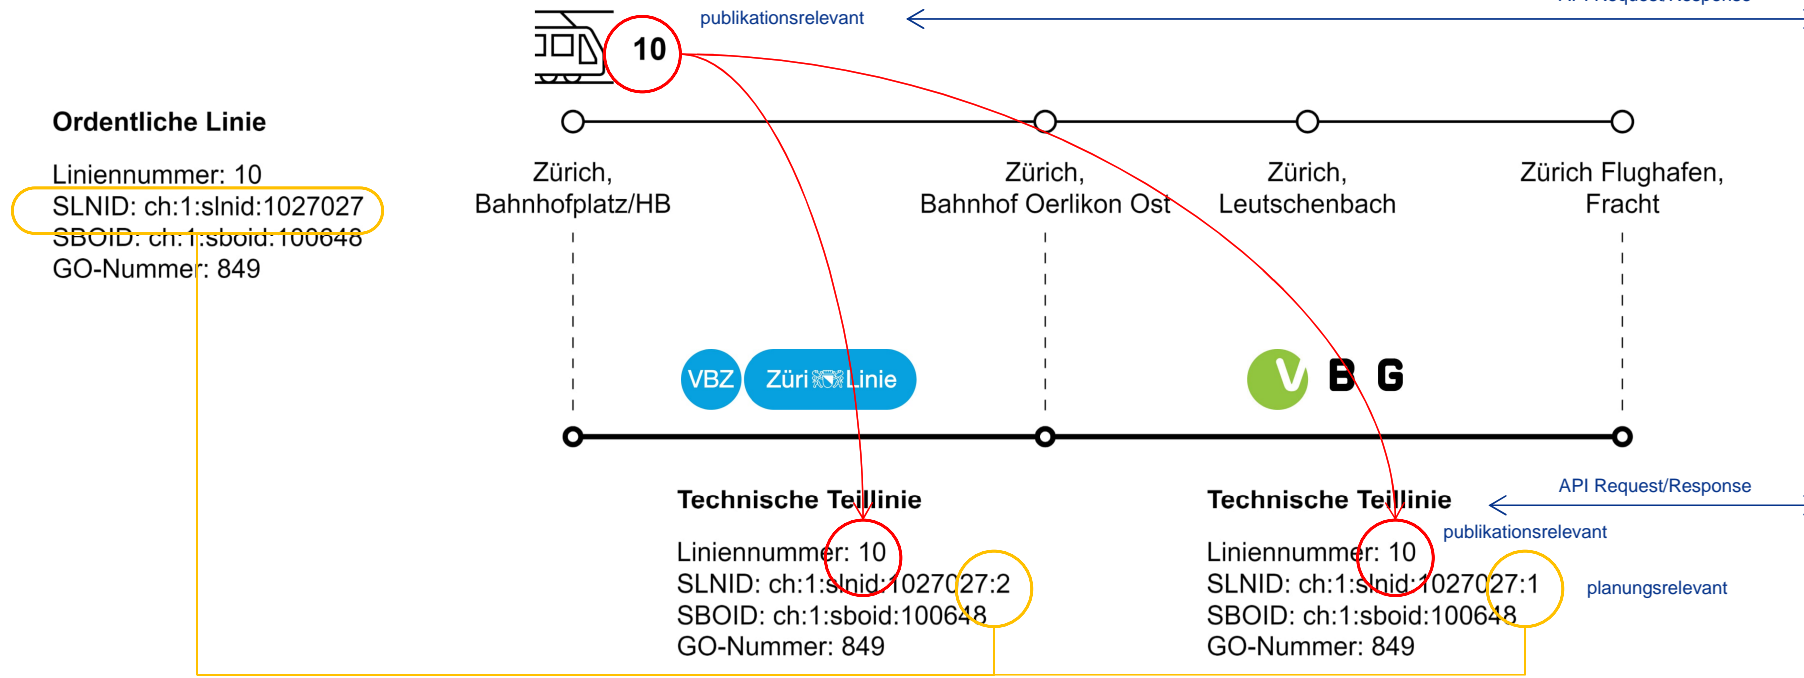 API Request/Response
publikationsrelevant
10
Ordentliche Linie
Liniennummer: 10
SLNID: ch:1:slnid:1027027
SBOID: ch:1:sboid:100648
GO-Nummer: 849
Zürich,
Bahnhofplatz/HB
Zürich,
Bahnhof Oerlikon Ost
Zürich,
Leutschenbach
Zürich Flughafen,
Fracht
VBZ Züri Linie
V B G
Technische Teillinie
Liniennummer: 10
SLNID: ch:1:slnid:1027027:2
SBOID: ch:1:sboid:100648
GO-Nummer: 849
Technische Teillinie
Liniennummer: 10
SLNID: ch:1:slnid:1027027:1
SBOID: ch:1:sboid:100648
GO-Nummer: 849
API Request/Response
publikationsrelevant
planungsrelevant